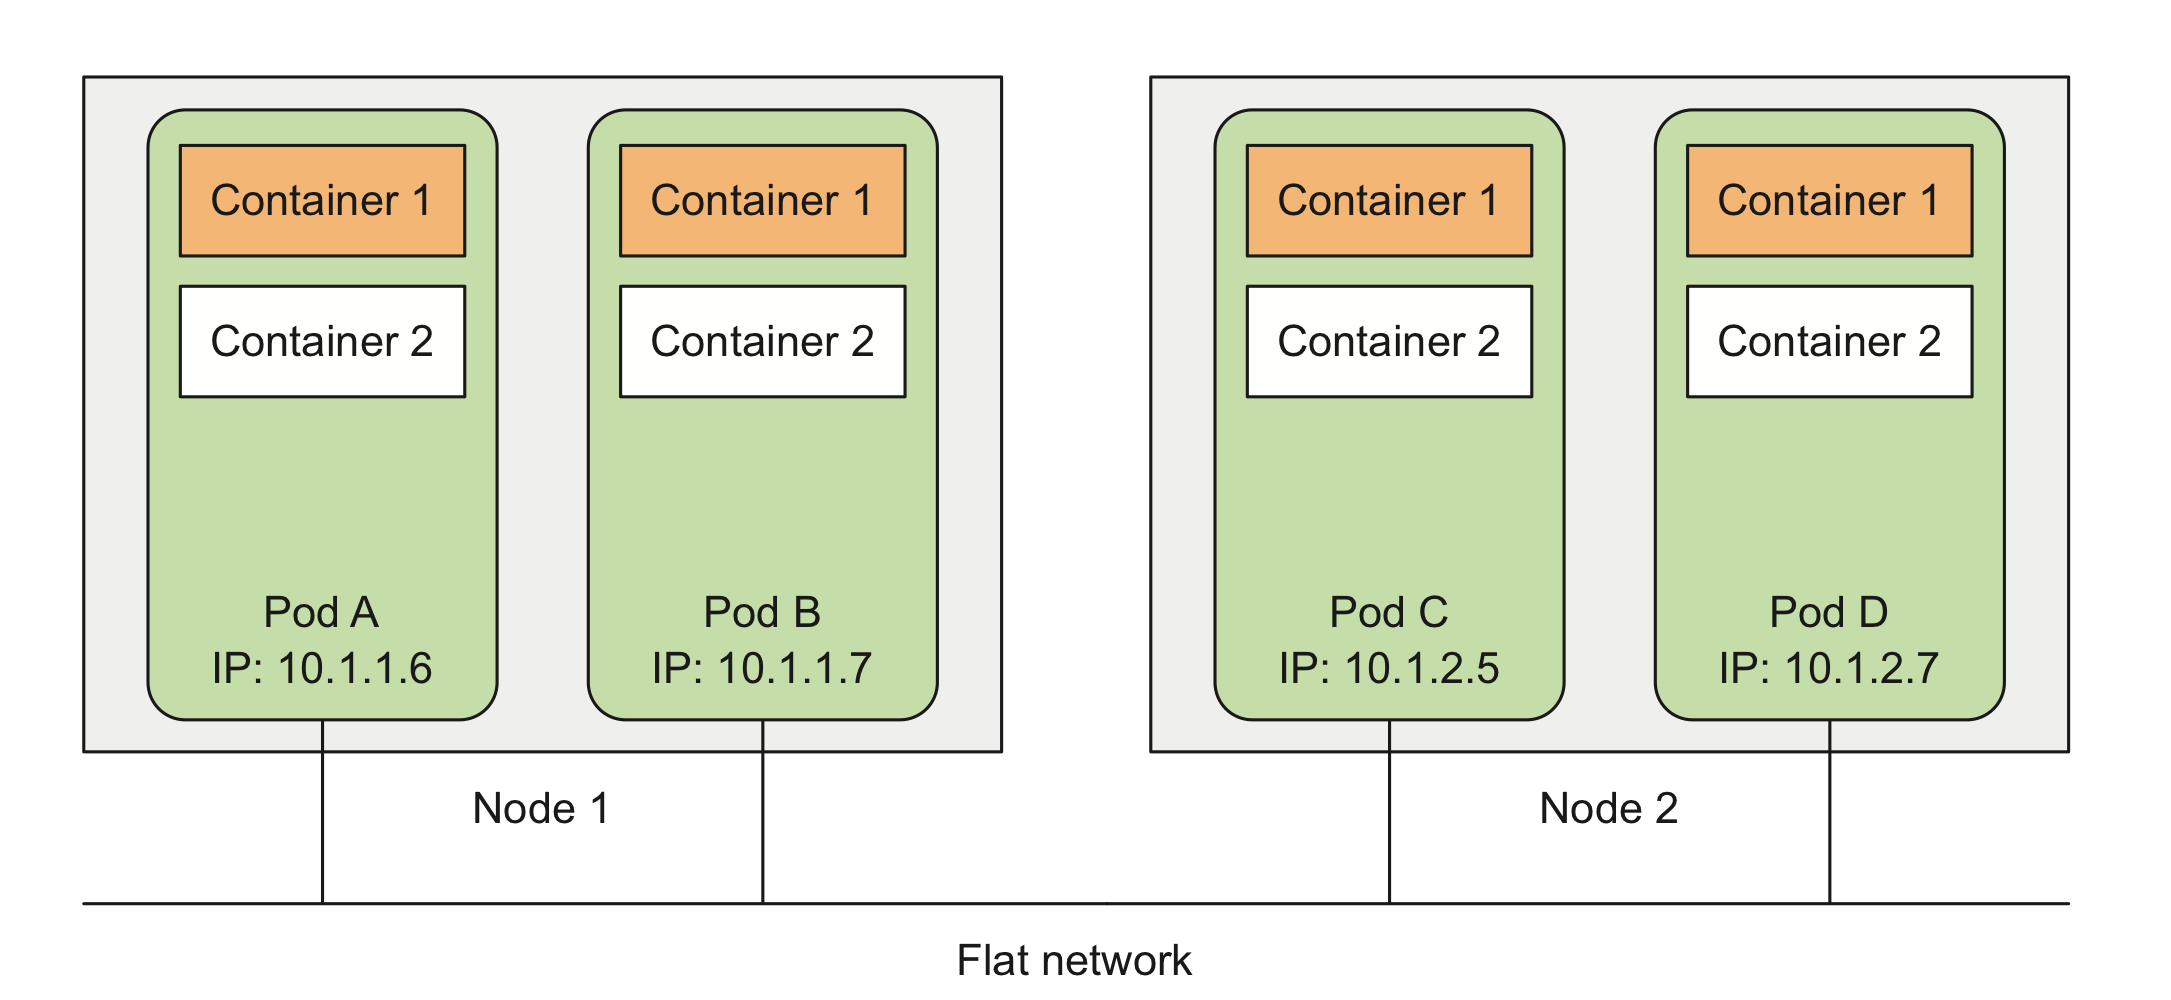 Container 1
Container 2
Pod A
IP: 10.1.1.6
Container 1
Container 2
Pod B
IP: 10.1.1.7
Node 1
Container 1
Container 2
Pod C
IP: 10.1.2.5
Container 1
Container 2
Pod D
IP: 10.1.2.7
Node 2
Flat network